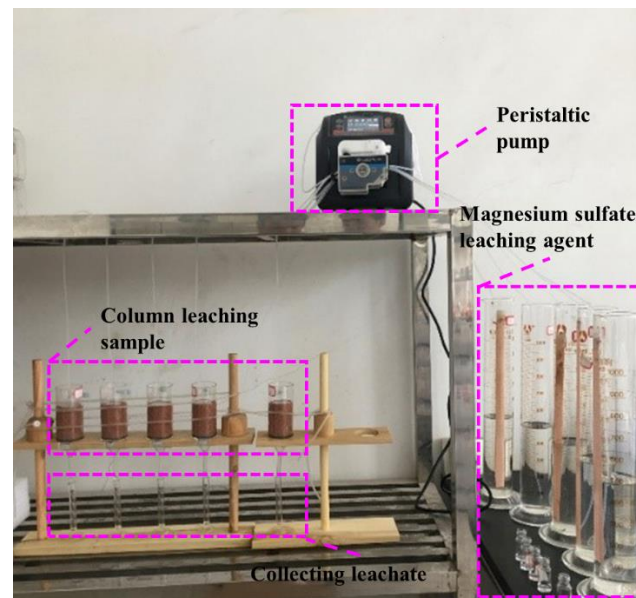 Peristaltic
pump
Magnesium sulfate
leaching agent
Column leaching
sample
Collecting leachate